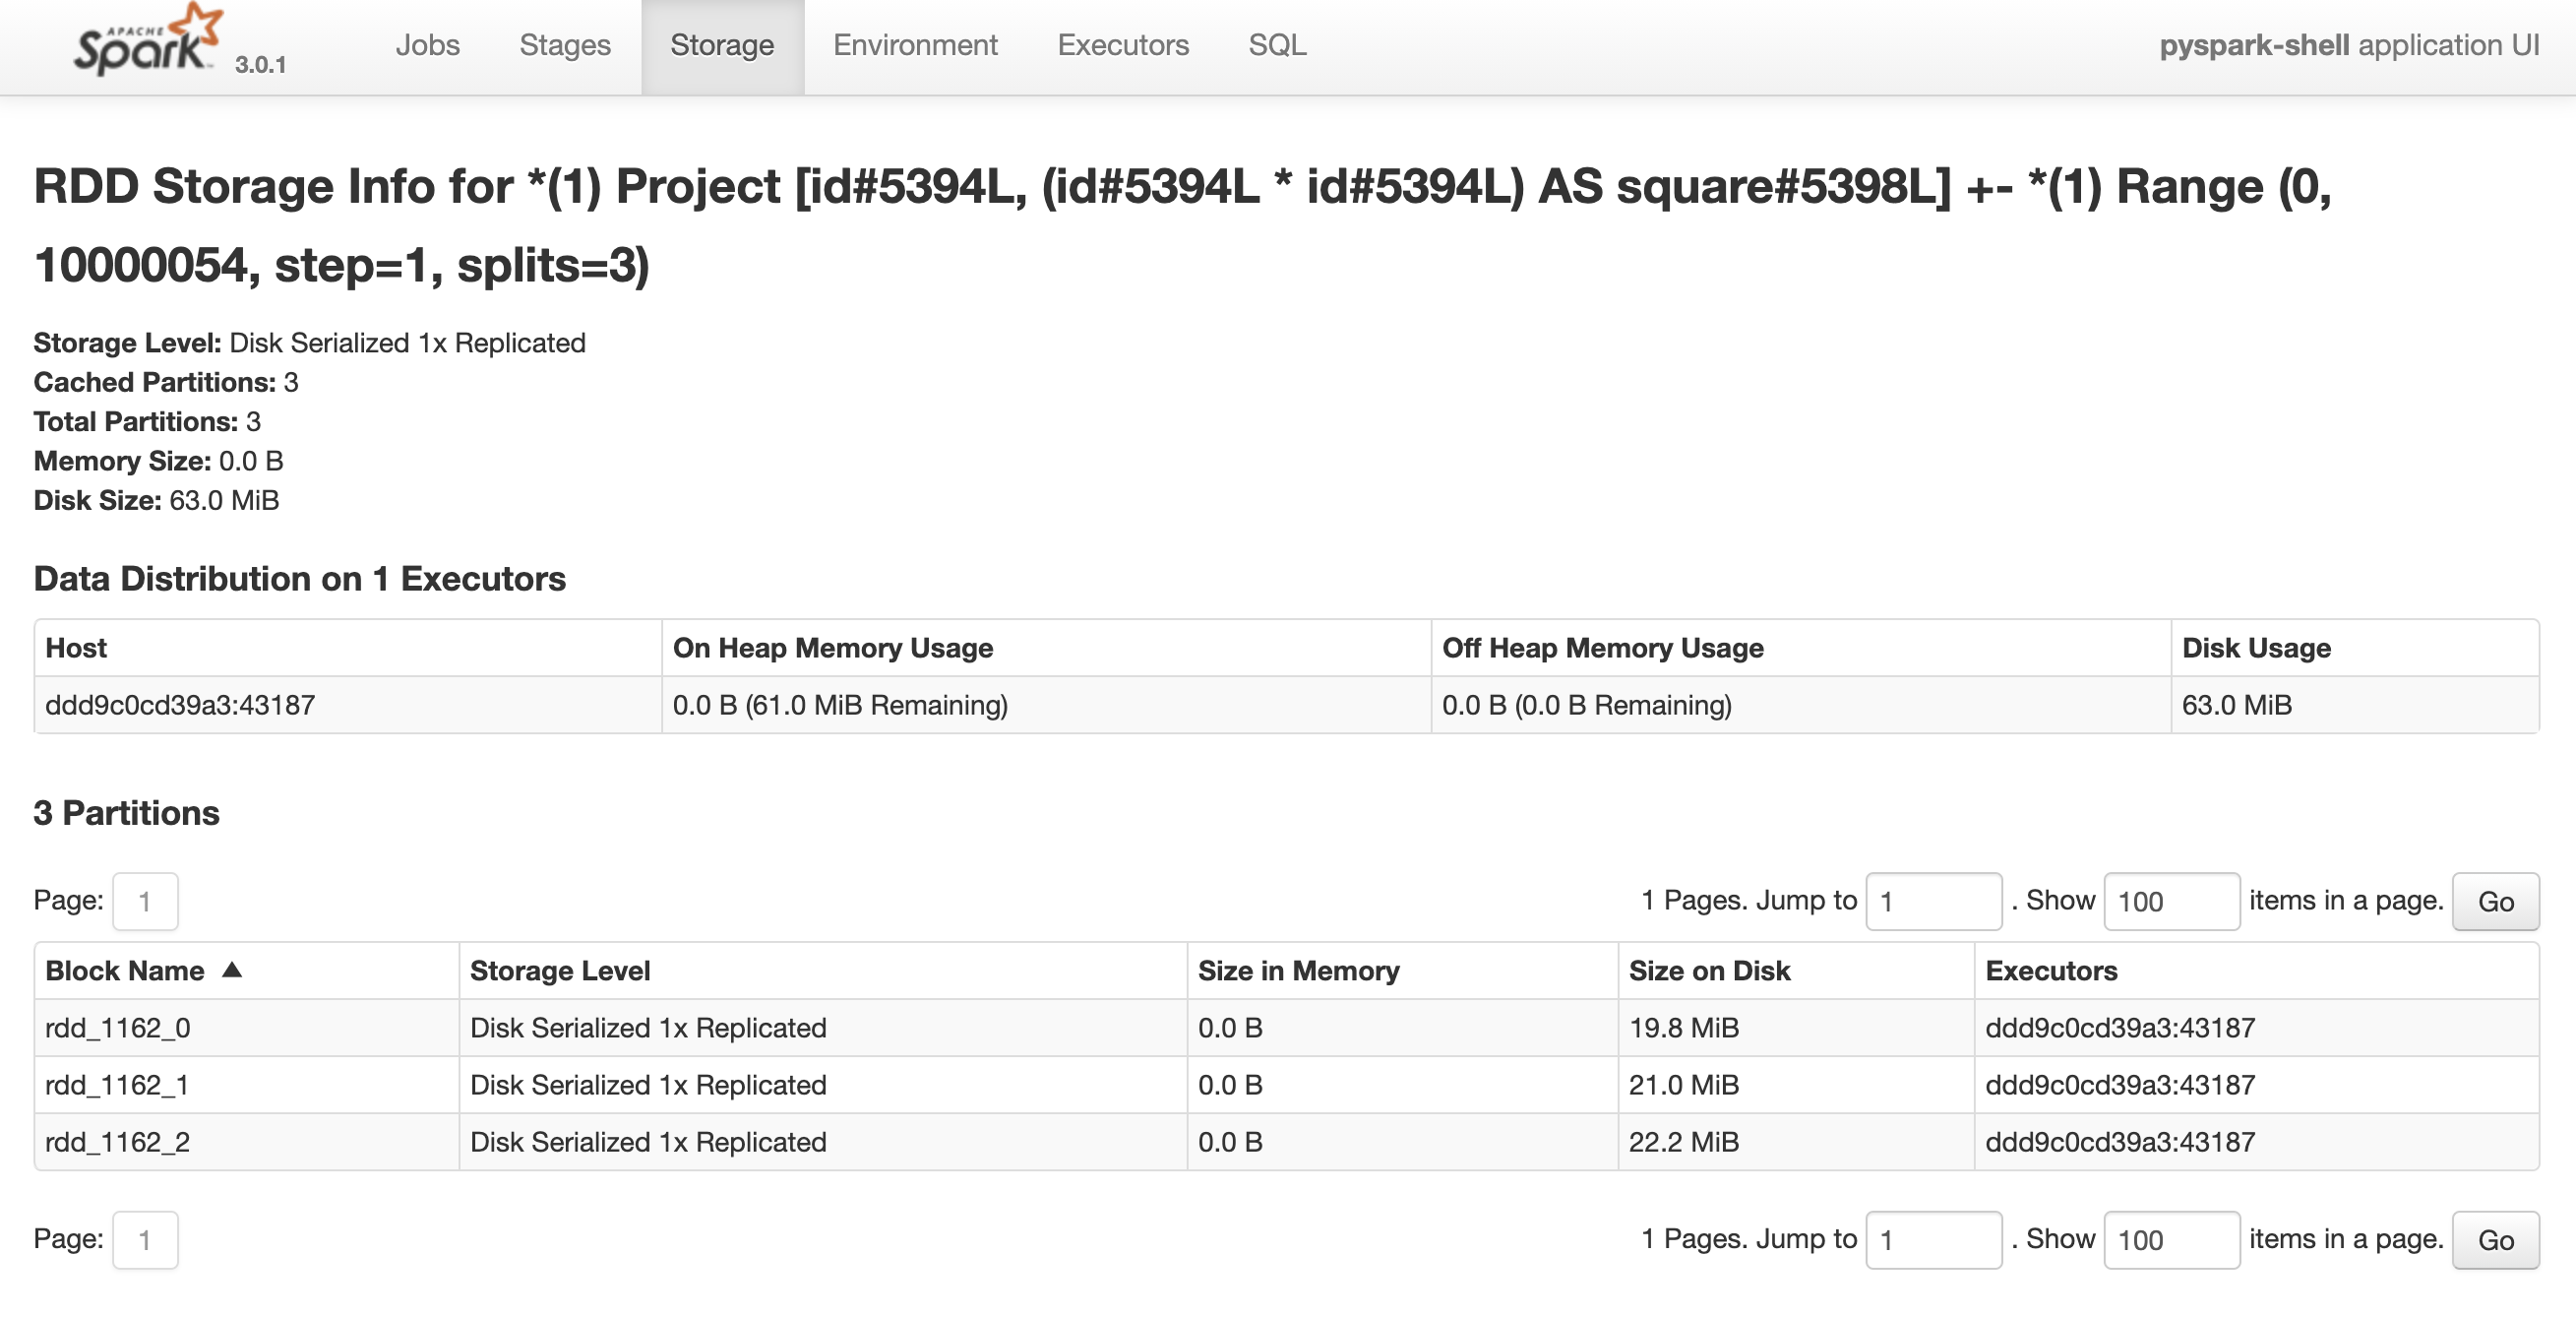 APACHE
Spark™ 3.0.1 Jobs Stages Storage Environment Executors SQL pyspark-shell application UI
RDD Storage Info for *(1) Project [id#5394L, (id#5394L * id#5394L) AS square#5398L] +- *(1) Range (0,
10000054, step=1, splits=3)
Storage Level: Disk Serialized 1x Replicated
Cached Partitions: 3
Total Partitions: 3
Memory Size: 0.0 B
Disk Size: 63.0 MiB
Data Distribution on 1 Executors
Host On Heap Memory Usage Off Heap Memory Usage Disk Usage
ddd9c0cd39a3:43187 0.0 B (61.0 MiB Remaining) 0.0 B (0.0 B Remaining) 63.0 MiB
3 Partitions
Page: 1 1 Pages. Jump to 1 . Show 100 items in a page. Go
Block Name ▲ Storage Level Size in Memory Size on Disk Executors
rdd_1162_0 Disk Serialized 1x Replicated 0.0 B 19.8 MiB ddd9c0cd39a3:43187
rdd_1162_1 Disk Serialized 1x Replicated 0.0 B 21.0 MiB ddd9c0cd39a3:43187
rdd_1162_2 Disk Serialized 1x Replicated 0.0 B 22.2 MiB ddd9c0cd39a3:43187
Page: 1 1 Pages. Jump to 1 . Show 100 items in a page. Go